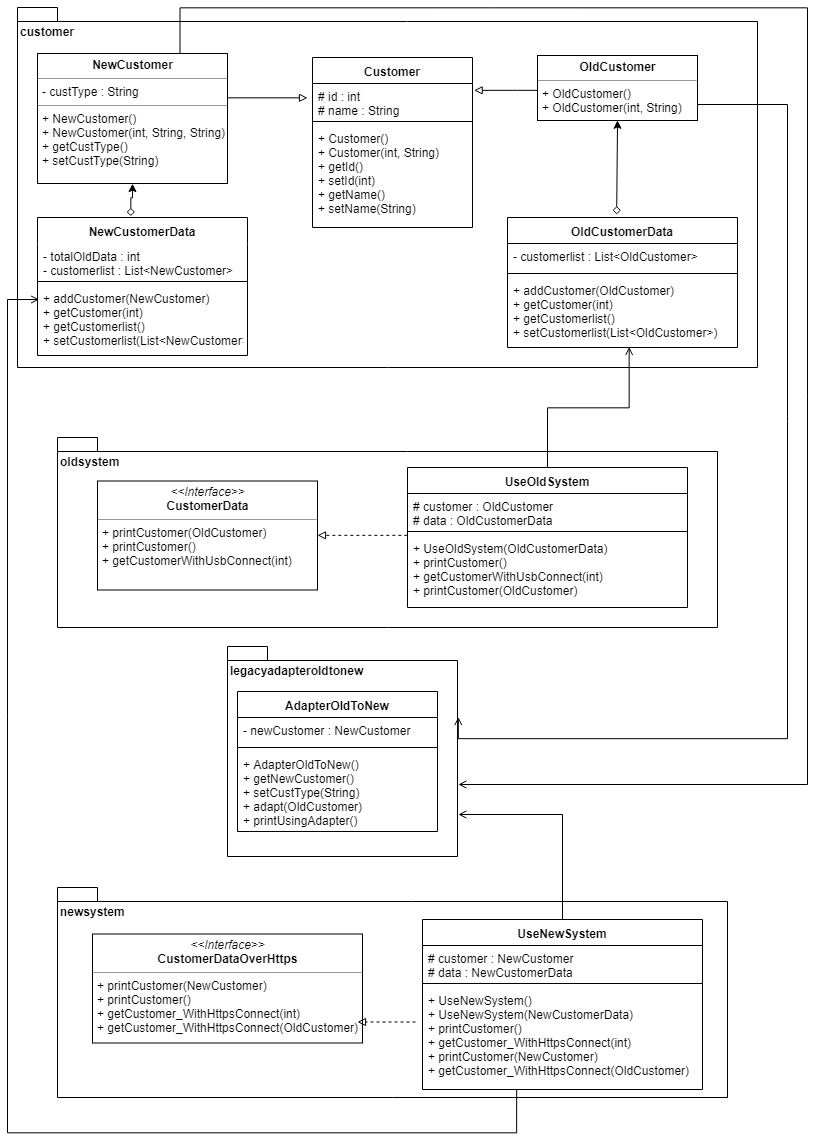 customer
NewCustomer
- custType : String
+ NewCustomer()
+ NewCustomer(int, String, String)
+ getCustType()
+ setCustType(String)
Customer
# id : int
# name : String
+ Customer()
+ Customer(int, String)
+ getId()
+ setId(int)
+ getName()
+ setName(String)
OldCustomer
+ OldCustomer()
+ OldCustomer(int, String)
NewCustomerData
- totalOldData : int
- customerlist : List<NewCustomer>
+ addCustomer(NewCustomer)
+ getCustomer(int)
+ getCustomerlist()
+ setCustomerlist(List<NewCustomer
OldCustomerData
- customerlist : List<OldCustomer>
+ addCustomer(OldCustomer)
+ getCustomer(int)
+ getCustomerlist()
+ setCustomerlist(List<OldCustomer>)
oldsystem
<<Interface>>
CustomerData
+ printCustomer(OldCustomer)
+ printCustomer()
+ getCustomerWithUsbConnect(int)
UseOldSystem
# customer : OldCustomer
# data : OldCustomerData
+ UseOldSystem(OldCustomerData)
+ printCustomer()
+ getCustomerWithUsbConnect(int)
+ printCustomer(OldCustomer)
legacyadapteroldtonew
AdapterOldToNew
- newCustomer : NewCustomer
+ AdapterOldToNew()
+ getNewCustomer()
+ setCustType(String)
+ adapt(OldCustomer)
+ printUsingAdapter()
newsystem
<<Interface>>
CustomerDataOverHttps
+ printCustomer(NewCustomer)
+ printCustomer()
+ getCustomer_WithHttpsConnect(int)
+ getCustomer_WithHttpsConnect(OldCustomer)
UseNewSystem
# customer : NewCustomer
# data : NewCustomerData
+ UseNewSystem()
+ UseNewSystem(NewCustomerData)
+ printCustomer()
+ getCustomer_WithHttpsConnect(int)
+ printCustomer(NewCustomer)
+ getCustomer_WithHttpsConnect(OldCustomer)